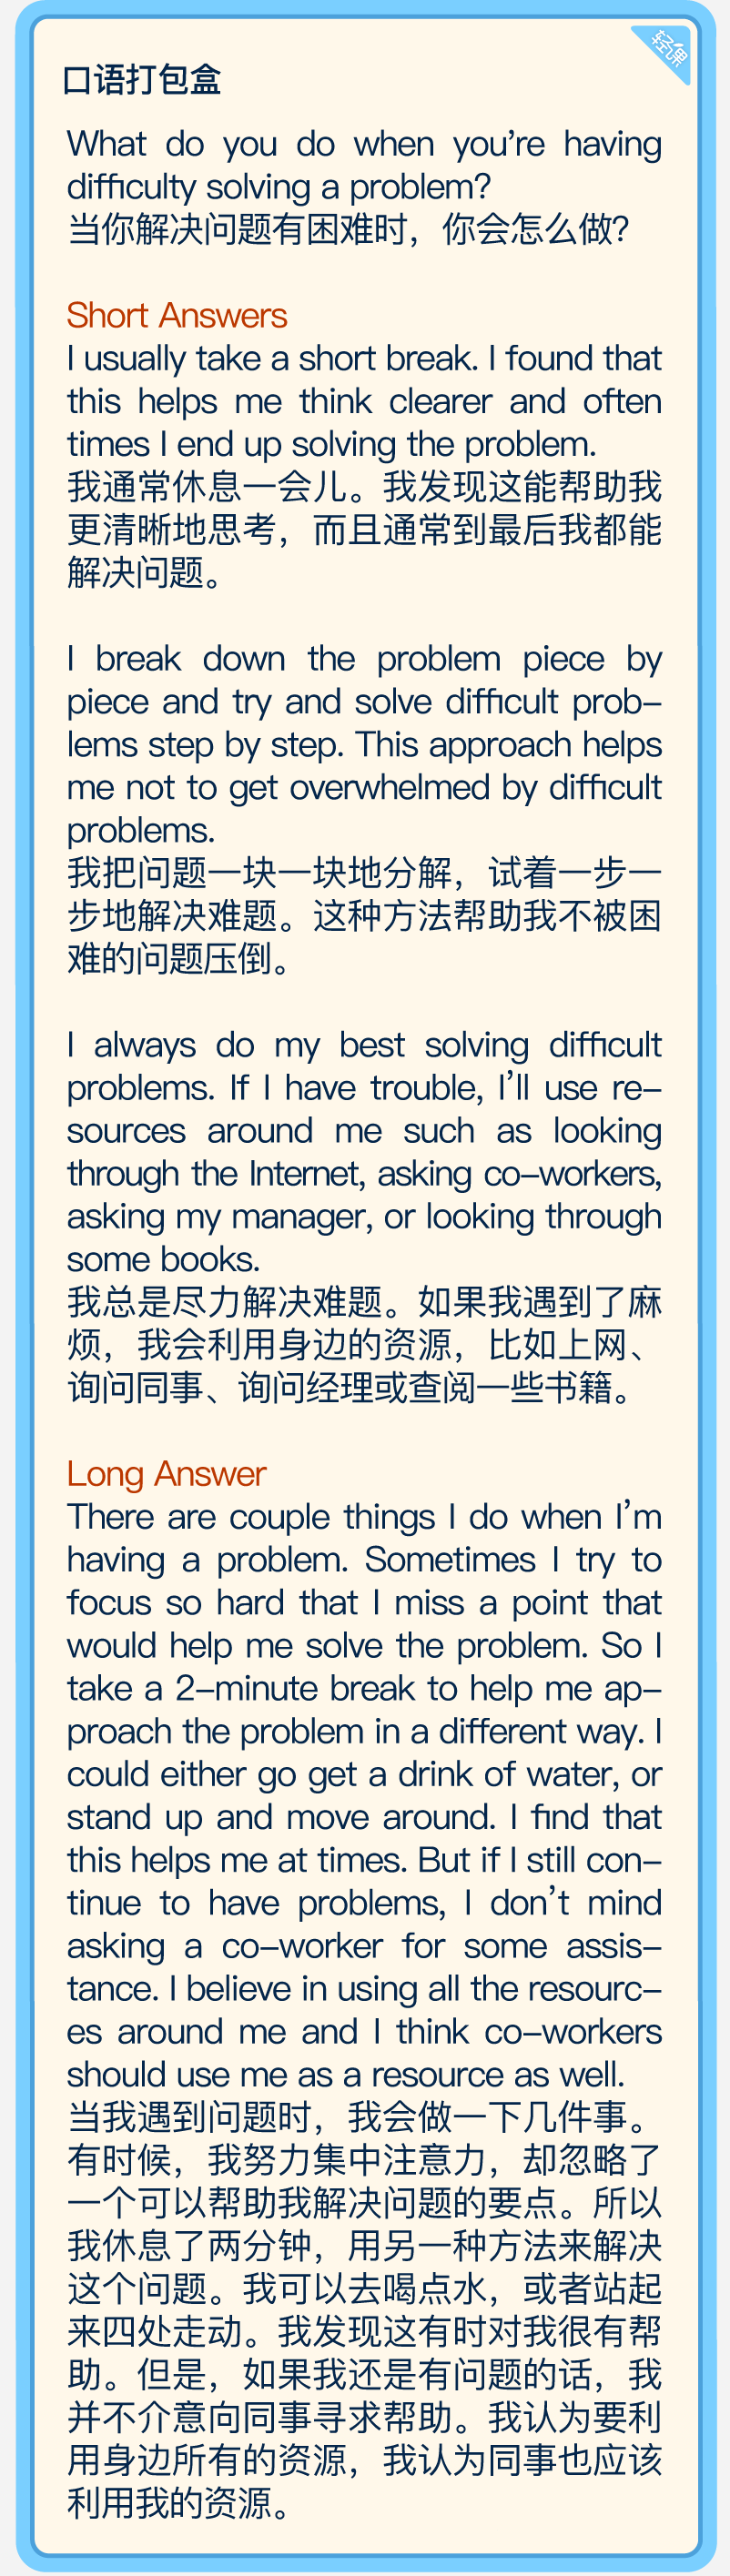 轻课
口语打包盒
What do you do when you're having
difficulty solving a problem?
当你解决问题有困难时，你会怎么做？
Short Answers
I usually take a short break. I found that
this helps me think clearer and often
times I end up solving the problem.
我通常休息一会儿。我发现这能帮助我
更清晰地思考，而且通常到最后我都能
解决问题。
I break down the problem piece by
piece and try and solve difficult prob-
lems step by step. This approach helps
me not to get overwhelmed by difficult
problems.
我把问题一块一块地分解，试着一步一
步地解决难题。这种方法帮助我不被困
难的问题压倒。
I always do my best solving difficult
problems. If I have trouble, I'll use re-
sources around me such as looking
through the Internet, asking co-workers,
asking my manager, or looking through
some books.
我总是尽力解决难题。如果我遇到了麻
烦，我会利用身边的资源，比如上网、
询问同事、询问经理或查阅一些书籍。
Long Answer
There are couple things I do when I'm
having a problem. Sometimes I try to
focus so hard that I miss a point that
would help me solve the problem. So I
take a 2-minute break to help me ap-
proach the problem in a different way. I
could either go get a drink of water, or
stand up and move around. I find that
this helps me at times. But if I still con-
tinue to have problems, I don't mind
asking a co-worker for some assis-
tance. I believe in using all the resourc-
es around me and I think co-workers
should use me as a resource as well.
当我遇到问题时，我会做一下几件事。
有时候，我努力集中注意力，却忽略了
一个可以帮助我解决问题的要点。所以
我休息了两分钟，用另一种方法来解决
这个问题。我可以去喝点水，或者站起
来四处走动。我发现这有时对我很有帮
助。但是，如果我还是有问题的话，我
并不介意向同事寻求帮助。我认为要利
用身边所有的资源，我认为同事也应该
利用我的资源。